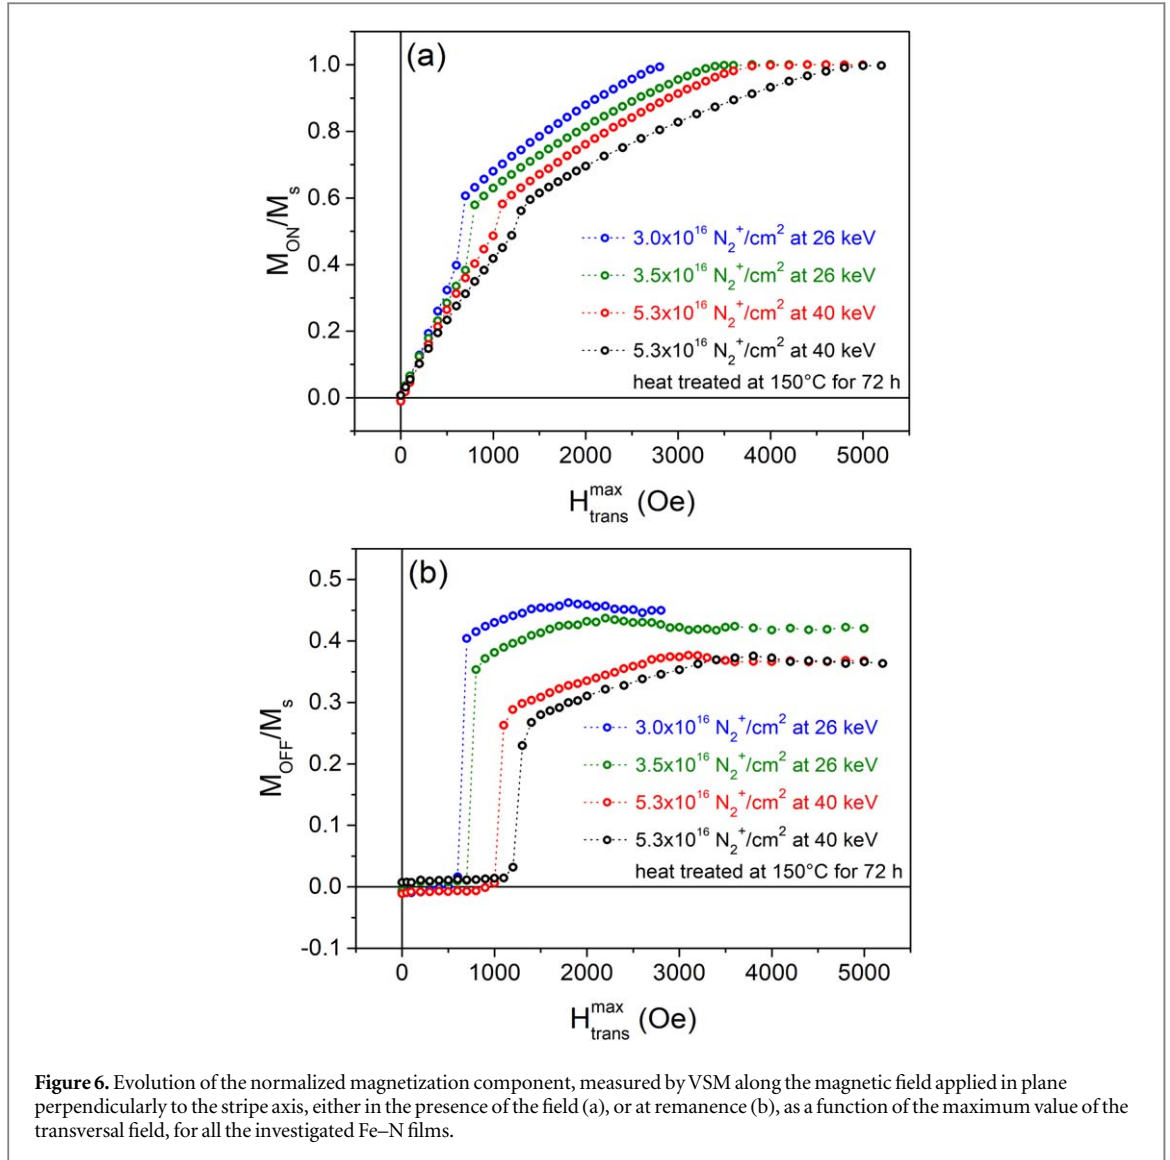 (a)
1.0
0.8
0.6
0.4
0.2
0.0
M_ON/M_s
3.0x10^16 N_2^+/cm^2 at 26 keV
3.5x10^16 N_2^+/cm^2 at 26 keV
5.3x10^16 N_2^+/cm^2 at 40 keV
5.3x10^16 N_2^+/cm^2 at 40 keV
heat treated at 150°C for 72 h
0 1000 2000 3000 4000 5000
H_trans^max (Oe)
(b)
0.5
0.4
0.3
0.2
0.1
0.0
-0.1
M_OFF/M_s
3.0x10^16 N_2^+/cm^2 at 26 keV
3.5x10^16 N_2^+/cm^2 at 26 keV
5.3x10^16 N_2^+/cm^2 at 40 keV
5.3x10^16 N_2^+/cm^2 at 40 keV
heat treated at 150°C for 72 h
0 1000 2000 3000 4000 5000
H_trans^max (Oe)
Figure 6. Evolution of the normalized magnetization component, measured by VSM along the magnetic field applied in plane
perpendicularly to the stripe axis, either in the presence of the field (a), or at remanence (b), as a function of the maximum value of the
transversal field, for all the investigated Fe–N films.